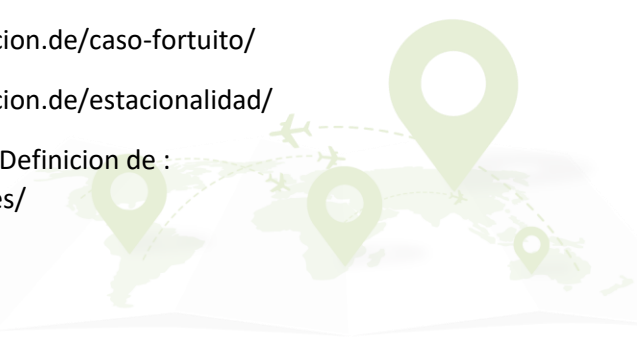 cion.de/caso-fortuito/
cion.de/estacionalidad/
Definicion de :
es/